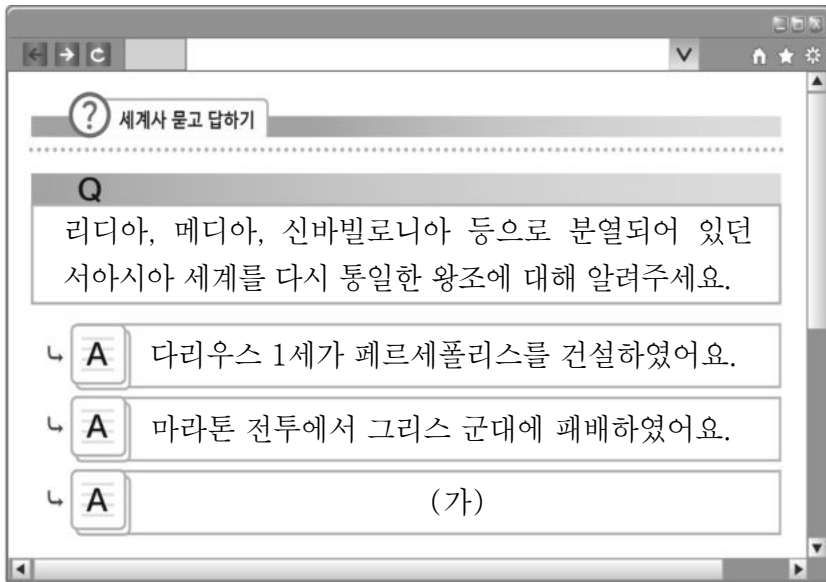 ? 세계사 묻고 답하기
Q
리디아, 메디아, 신바빌로니아 등으로 분열되어 있던
서아시아 세계를 다시 통일한 왕조에 대해 알려주세요.
A 다리우스 1세가 페르세폴리스를 건설하였어요.
A 마라톤 전투에서 그리스 군대에 패배하였어요.
A (가)